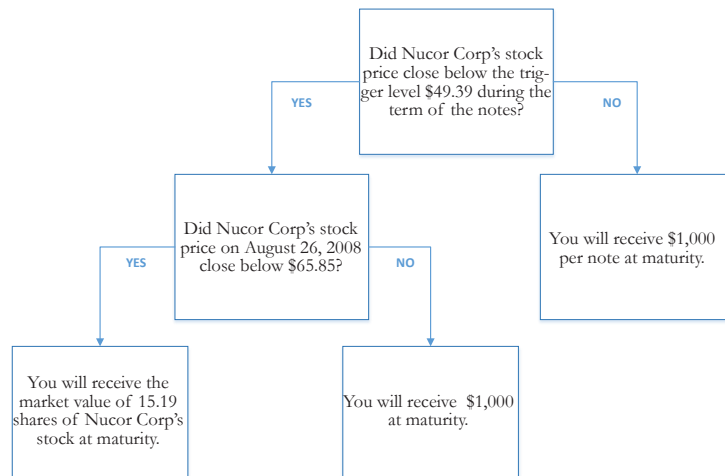 Did Nucor Corp's stock
price close below the trig-
ger level $49.39 during the
term of the notes?
YES
NO
Did Nucor Corp's stock
price on August 26, 2008
close below $65.85?
You will receive $1,000
per note at maturity.
YES
NO
You will receive the
market value of 15.19
shares of Nucor Corp's
stock at maturity.
You will receive $1,000
at maturity.